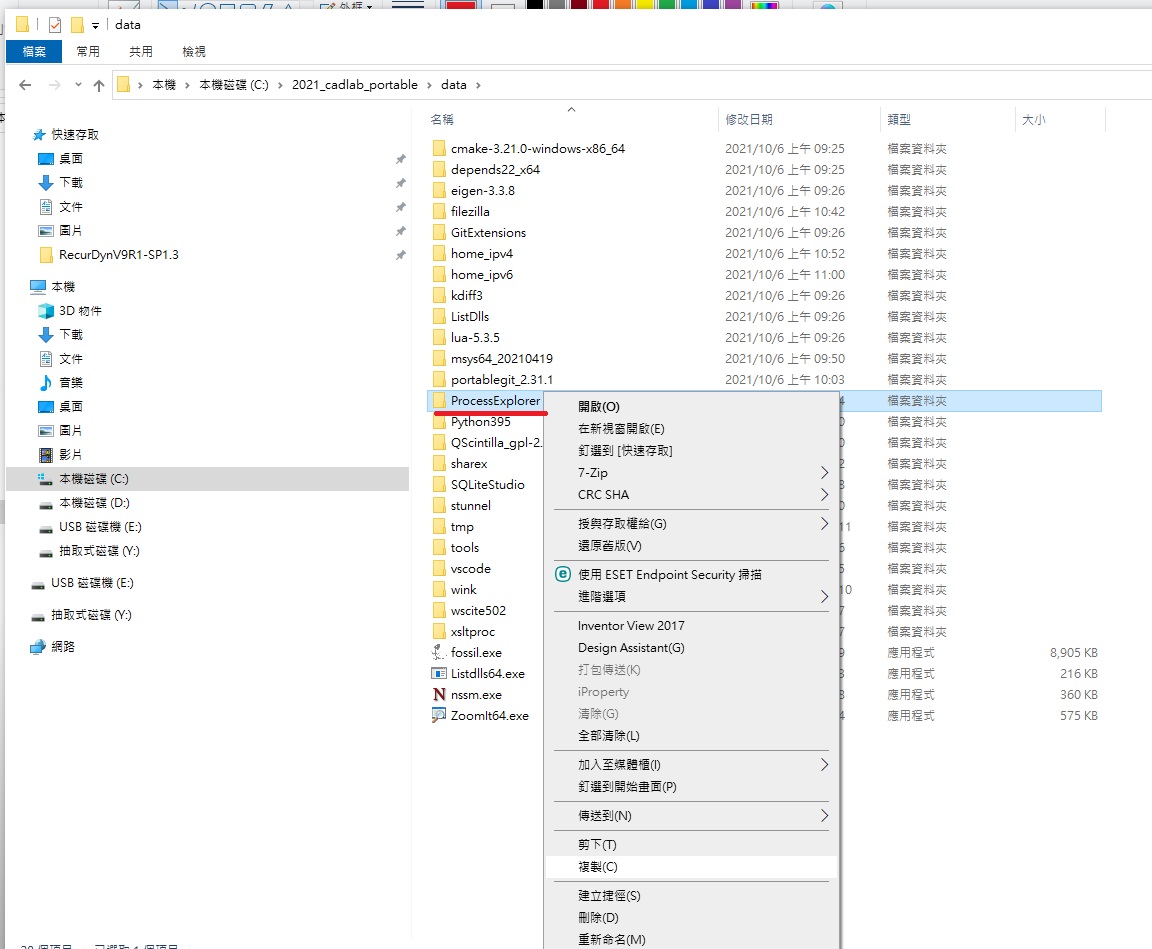 外框
data
檔案 常用 共用 檢視
本機 本機磁碟 (C:) 2021_cadlab_portable data
快速存取
桌面
下載
文件
圖片
RecurDynV9R1-SP1.3
本機
3D 物件
下載
文件
音樂
桌面
圖片
影片
本機磁碟 (C:)
本機磁碟 (D:)
USB 磁碟機 (E:)
抽取式磁碟 (Y:)
USB 磁碟機 (E:)
抽取式磁碟 (Y:)
網路
名稱 修改日期 類型 大小
cmake-3.21.0-windows-x86_64 2021/10/6 上午 09:25 檔案資料夾
depends22_x64 2021/10/6 上午 09:25 檔案資料夾
eigen-3.3.8 2021/10/6 上午 09:26 檔案資料夾
filezilla 2021/10/6 上午 10:42 檔案資料夾
GitExtensions 2021/10/6 上午 09:26 檔案資料夾
home_ipv4 2021/10/6 上午 10:52 檔案資料夾
home_ipv6 2021/10/6 上午 11:00 檔案資料夾
kdiff3 2021/10/6 上午 09:26 檔案資料夾
ListDlls 2021/10/6 上午 09:26 檔案資料夾
lua-5.3.5 2021/10/6 上午 09:26 檔案資料夾
msys64_20210419 2021/10/6 上午 09:50 檔案資料夾
portablegit_2.31.1 2021/10/6 上午 10:03 檔案資料夾
ProcessExplorer 4 檔案資料夾
Python395 0 檔案資料夾
QScintilla_gpl-2. 0 檔案資料夾
sharex 2 檔案資料夾
SQLiteStudio 3 檔案資料夾
stunnel 0 檔案資料夾
tmp 11 檔案資料夾
tools 6 檔案資料夾
vscode 5 檔案資料夾
wink 10 檔案資料夾
wscite502 7 檔案資料夾
xsltproc 7 檔案資料夾
fossil.exe 9 應用程式 8,905 KB
Listdlls64.exe 3 應用程式 216 KB
nssm.exe 3 應用程式 360 KB
ZoomIt64.exe 4 應用程式 575 KB
開啟(O)
在新視窗開啟(E)
釘選到 [快速存取]
7-Zip
CRC SHA
授與存取權給(G)
還原舊版(V)
使用 ESET Endpoint Security 掃描
進階選項
Inventor View 2017
Design Assistant(G)
打包傳送(K)
iProperty
清除(G)
全部清除(L)
加入至媒體櫃(I)
釘選到開始畫面(P)
傳送到(N)
剪下(T)
複製(C)
建立捷徑(S)
刪除(D)
重新命名(M)